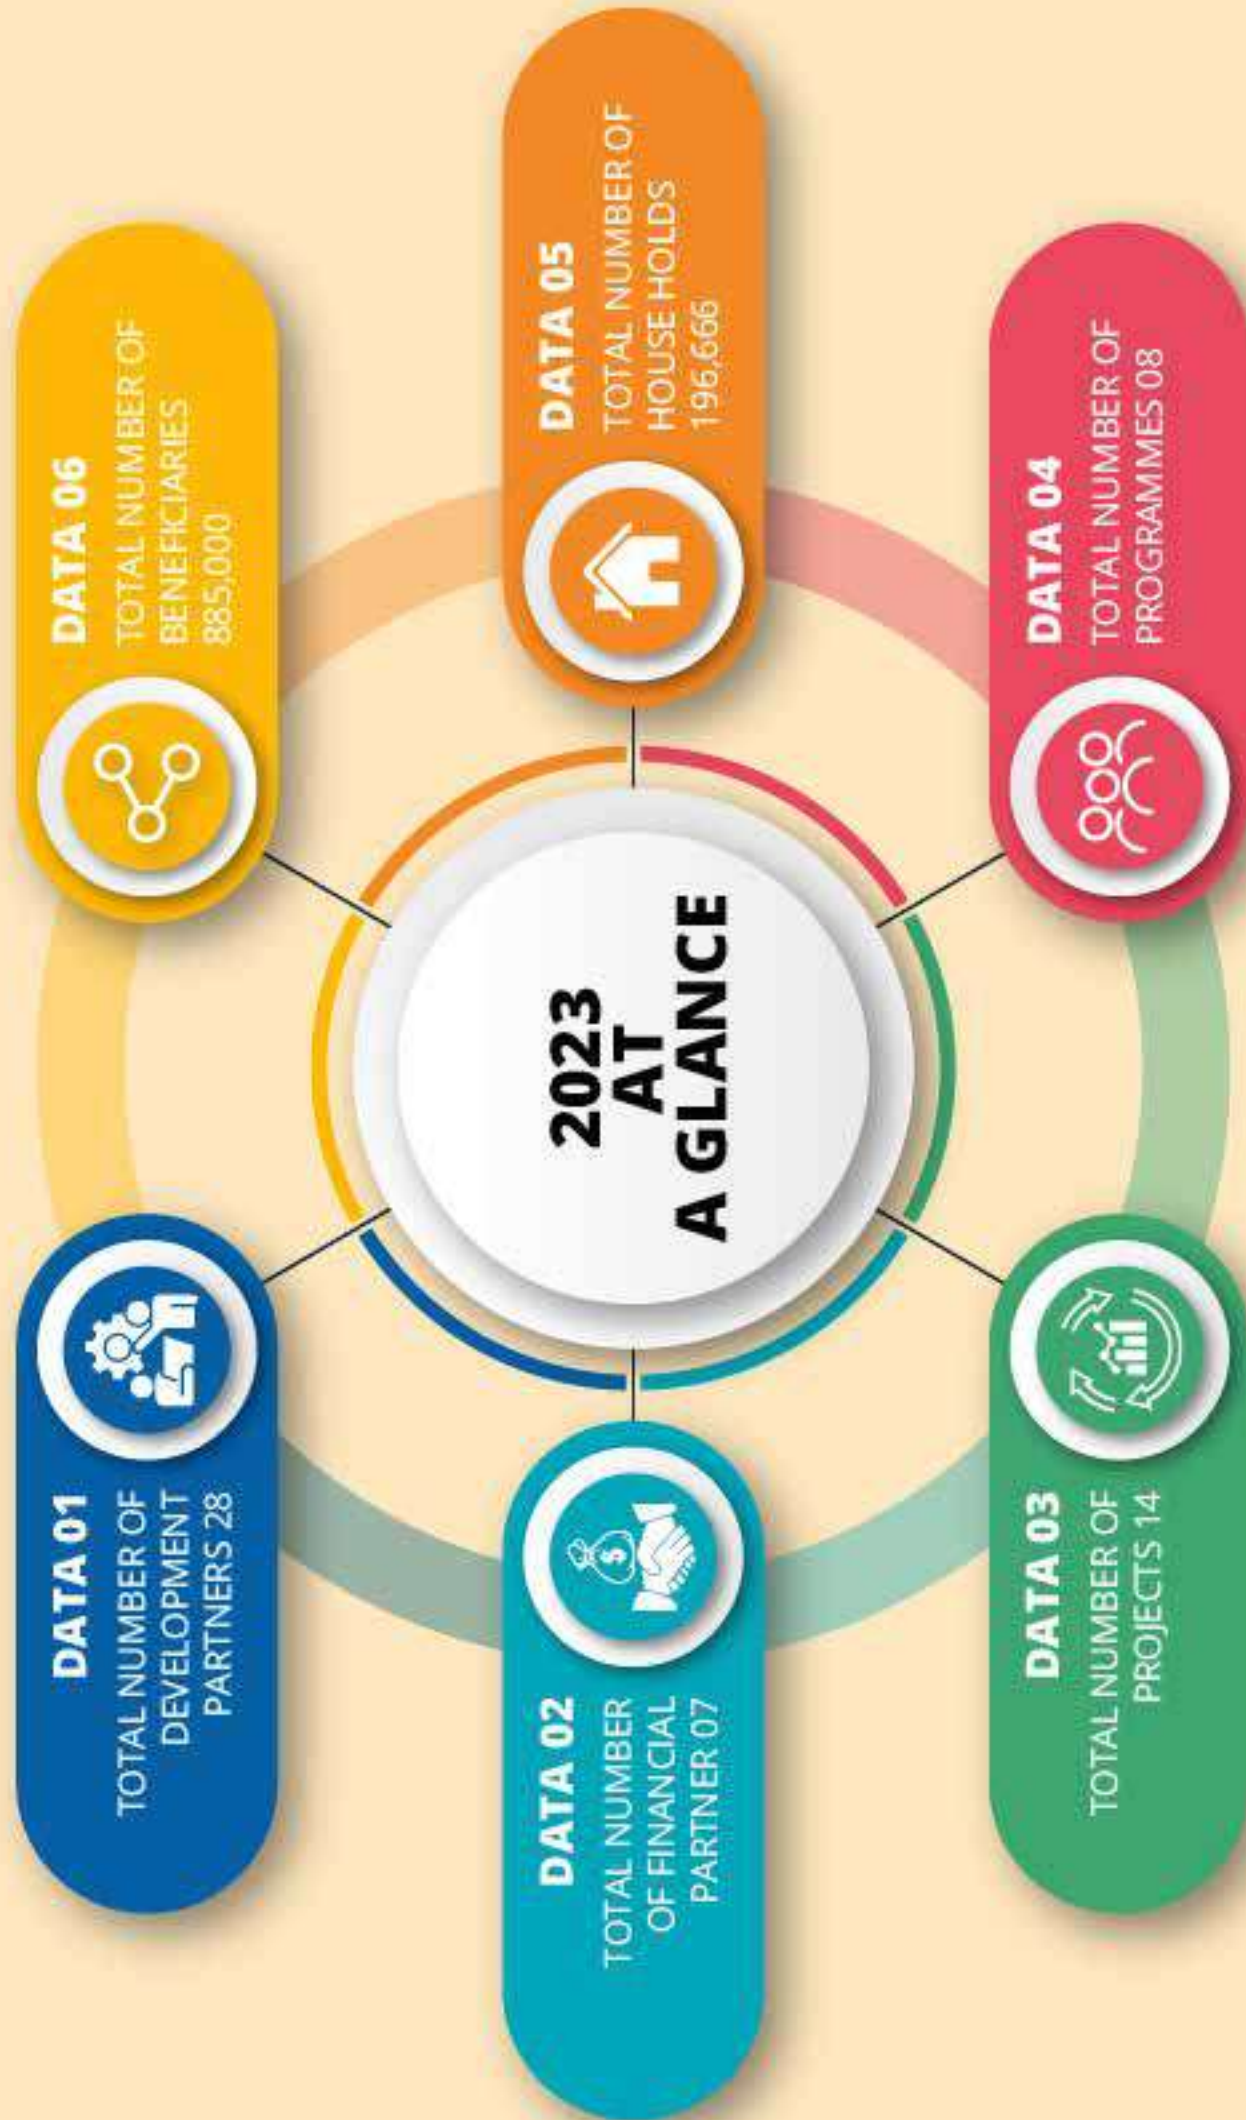 2023
AT
A GLANCE
DATA 01
TOTAL NUMBER OF
DEVELOPMENT
PARTNERS 28
DATA 02
TOTAL NUMBER
OF FINANCIAL
PARTNER 07
DATA 03
TOTAL NUMBER OF
PROJECTS 14
DATA 04
TOTAL NUMBER OF
PROGRAMMES 08
DATA 05
TOTAL NUMBER OF
HOUSE HOLDS
196,666
DATA 06
TOTAL NUMBER OF
BENEFICIARIES
885,000
$